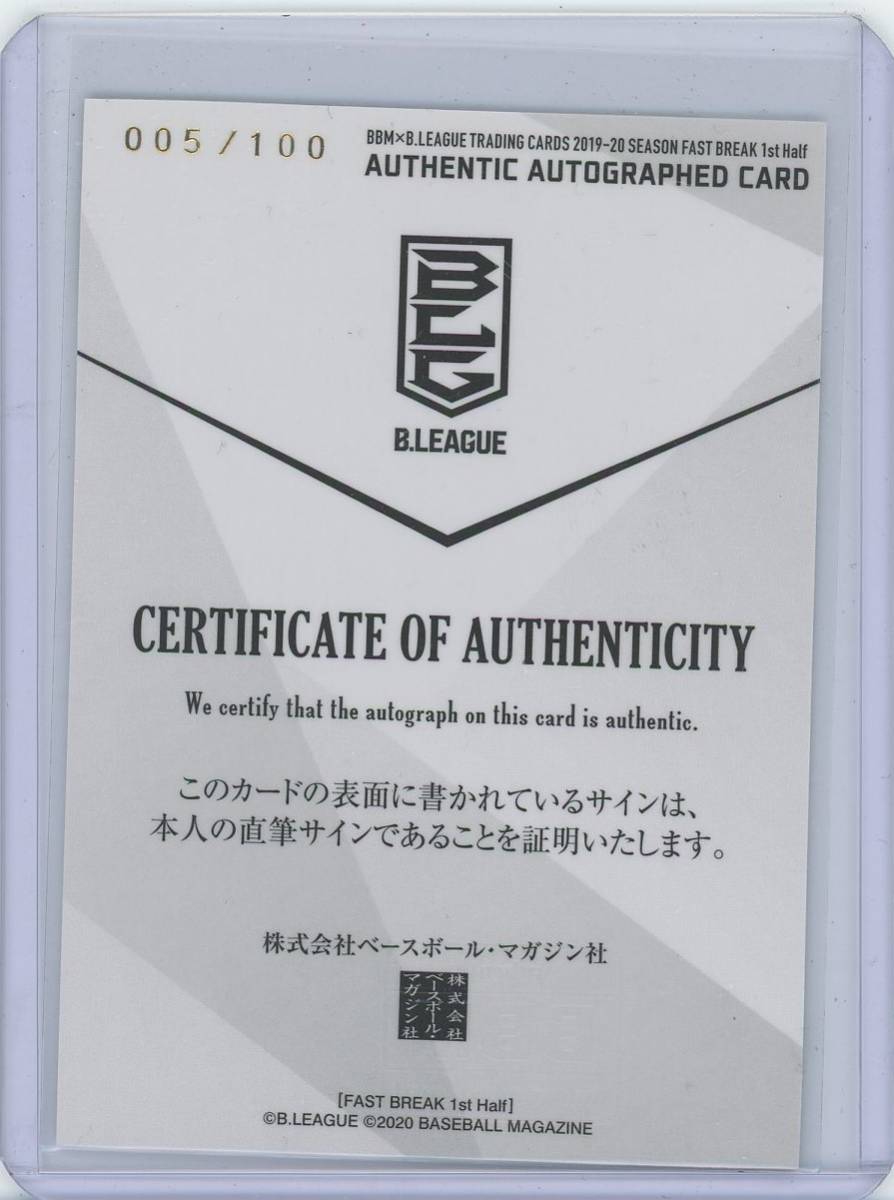 005/100
BBM×B.LEAGUE TRADING CARDS 2019-20 SEASON FAST BREAK 1st Half
AUTHENTIC AUTOGRAPHED CARD
BLG
B.LEAGUE
CERTIFICATE OF AUTHENTICITY
We certify that the autograph on this card is authentic.
このカードの表面に書かれているサインは、
本人の直筆サインであることを証明いたします。
株式会社ベースボール・マガジン社
株式会社
ベースボール・
マガジン社
[FAST BREAK 1st Half]
©B.LEAGUE ©2020 BASEBALL MAGAZINE